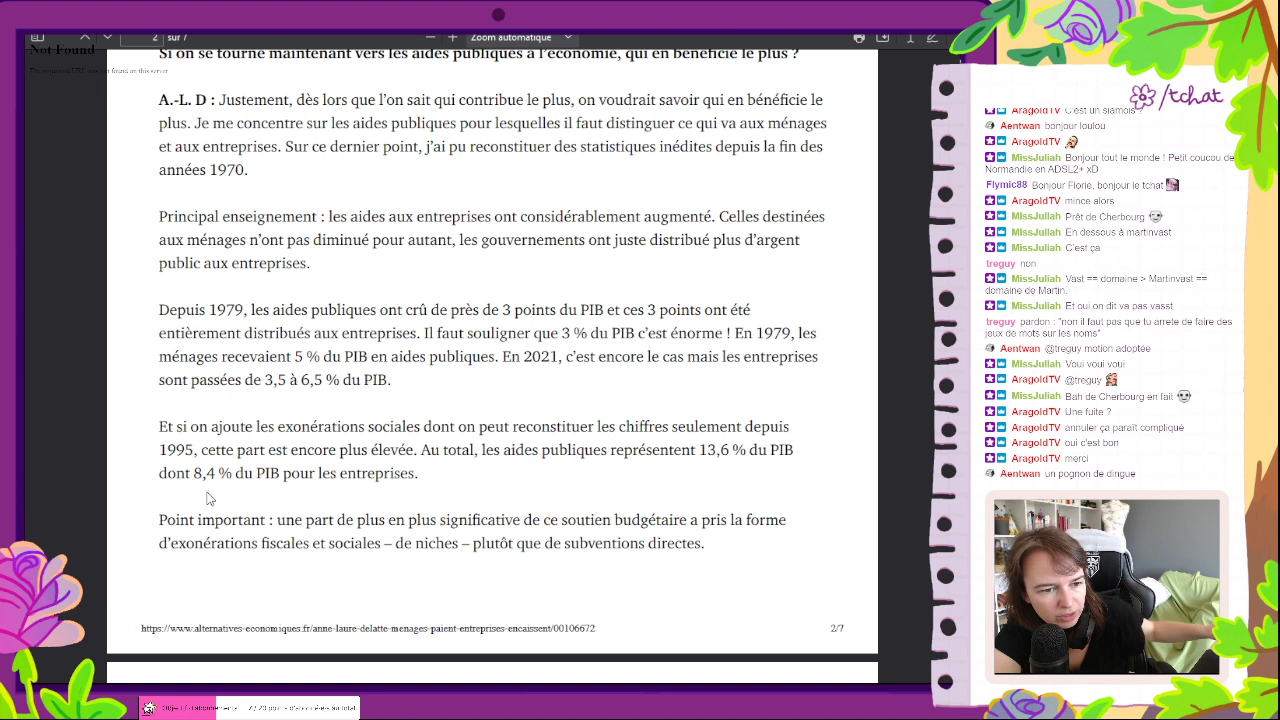 Not Found
2 sur 7
Zoom automatique
Si on se tourne maintenant vers les aides publiques à l'économie, qui en bénéficie le plus ?
A.-L. D : Justement, dès lors que l'on sait qui contribue le plus, on voudrait savoir qui en bénéficie le
plus. Je me concentre sur les aides publiques pour lesquelles il faut distinguer ce qui va aux ménages
et aux entreprises. Sur ce dernier point, j'ai pu reconstituer des statistiques inédites depuis la fin des
années 1970.
Principal enseignement : les aides aux entreprises ont considérablement augmenté. Celles destinées
aux ménages n'ont pas diminué pour autant, les gouvernements ont juste distribué plus d'argent
public aux entreprises.
Depuis 1979, les aides publiques ont crû de près de 3 points du PIB et ces 3 points ont été
entièrement distribués aux entreprises. Il faut souligner que 3 % du PIB c'est énorme ! En 1979, les
ménages recevaient 5 % du PIB en aides publiques. En 2021, c'est encore le cas mais les entreprises
sont passées de 3,5 à 6,5 % du PIB.
Et si on ajoute les exonérations sociales dont on peut reconstituer les chiffres seulement depuis
1995, cette part est encore plus élevée. Au total, les aides publiques représentent 13,6 % du PIB
dont 8,4 % du PIB pour les entreprises.
Point important : une part de plus en plus significative de ce soutien budgétaire a pris la forme
d'exonérations fiscales et sociales – de niches – plutôt que de subventions directes.
https://www.alternatives-economiques.fr/anne-laure-delatte-menages-paient-entreprises-encaissent/00106672
2/7
/tchat
AragoldTV C'est un siamois ?
Aentwan bonjour loulou
AragoldTV
MissJuliah Bonjour tout le monde ! Petit coucou de
Normandie en ADSL2+ xD
Flymic88 Bonjour Florie, bonjour le tchat
AragoldTV mince alors
MissJuliah Prêt de Cherbourg
MissJuliah En dessous à martinvast
MissJuliah C'est ça
treguy non
MissJuliah Vast == domaine > Martinvast ==
domaine de Martin.
MissJuliah Et oui on dit va pas vasst
treguy pardon : "non il faut pas que tu arrete de faire des
jeux de mots sur les noms"
Aentwan @treguy motion adoptée
MissJuliah Voui voui voui
AragoldTV @treguy
MissJuliah Bah de Cherbourg en fait
AragoldTV Une fuite ?
AragoldTV annuler ça paraît compliqué
AragoldTV oui c'est bon
AragoldTV merci
Aentwan un pognon de dingue